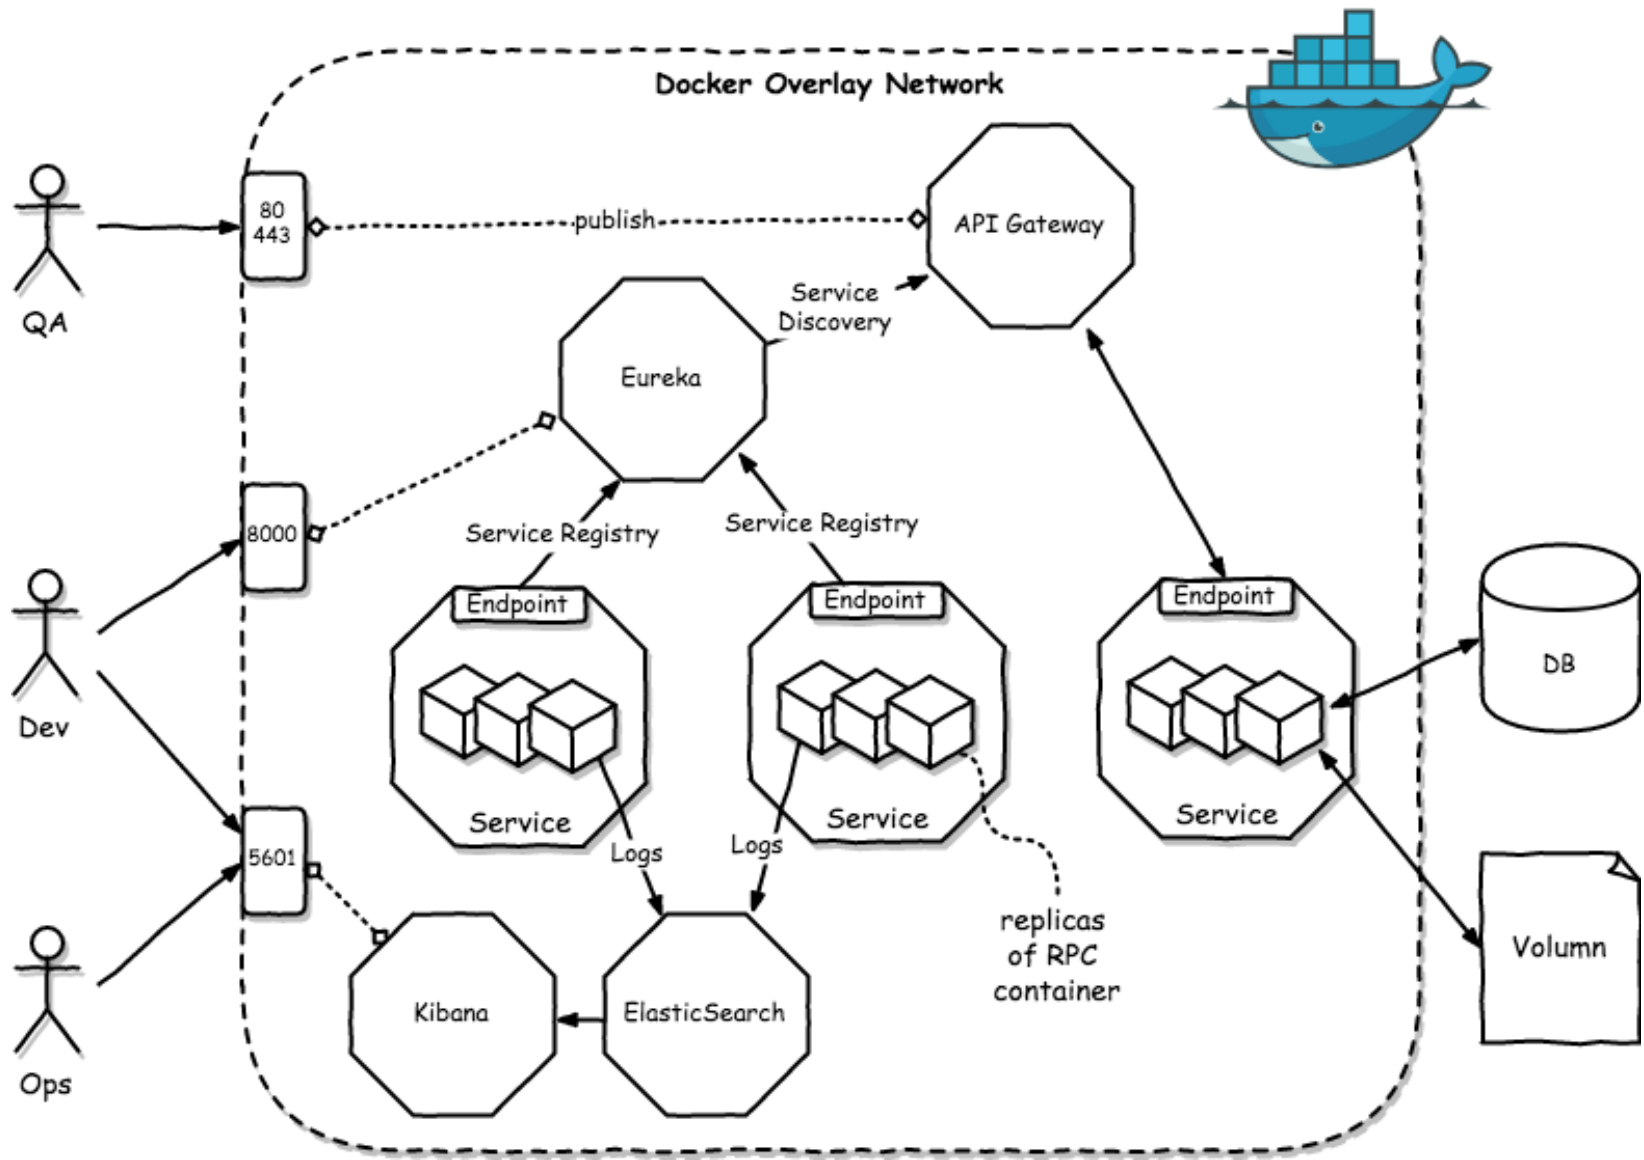 Docker Overlay Network
80
443
publish
API Gateway
QA
Service
Discovery
Eureka
8000
Service Registry
Service Registry
Endpoint
Endpoint
Endpoint
DB
Dev
Service
Service
Service
5601
Logs
Logs
replicas
of RPC
container
Volumn
Kibana
ElasticSearch
Ops